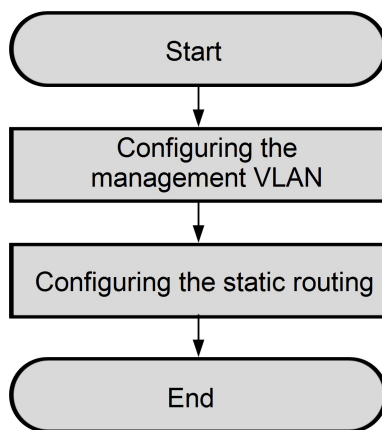 Start
Configuring the
management VLAN
Configuring the static routing
End